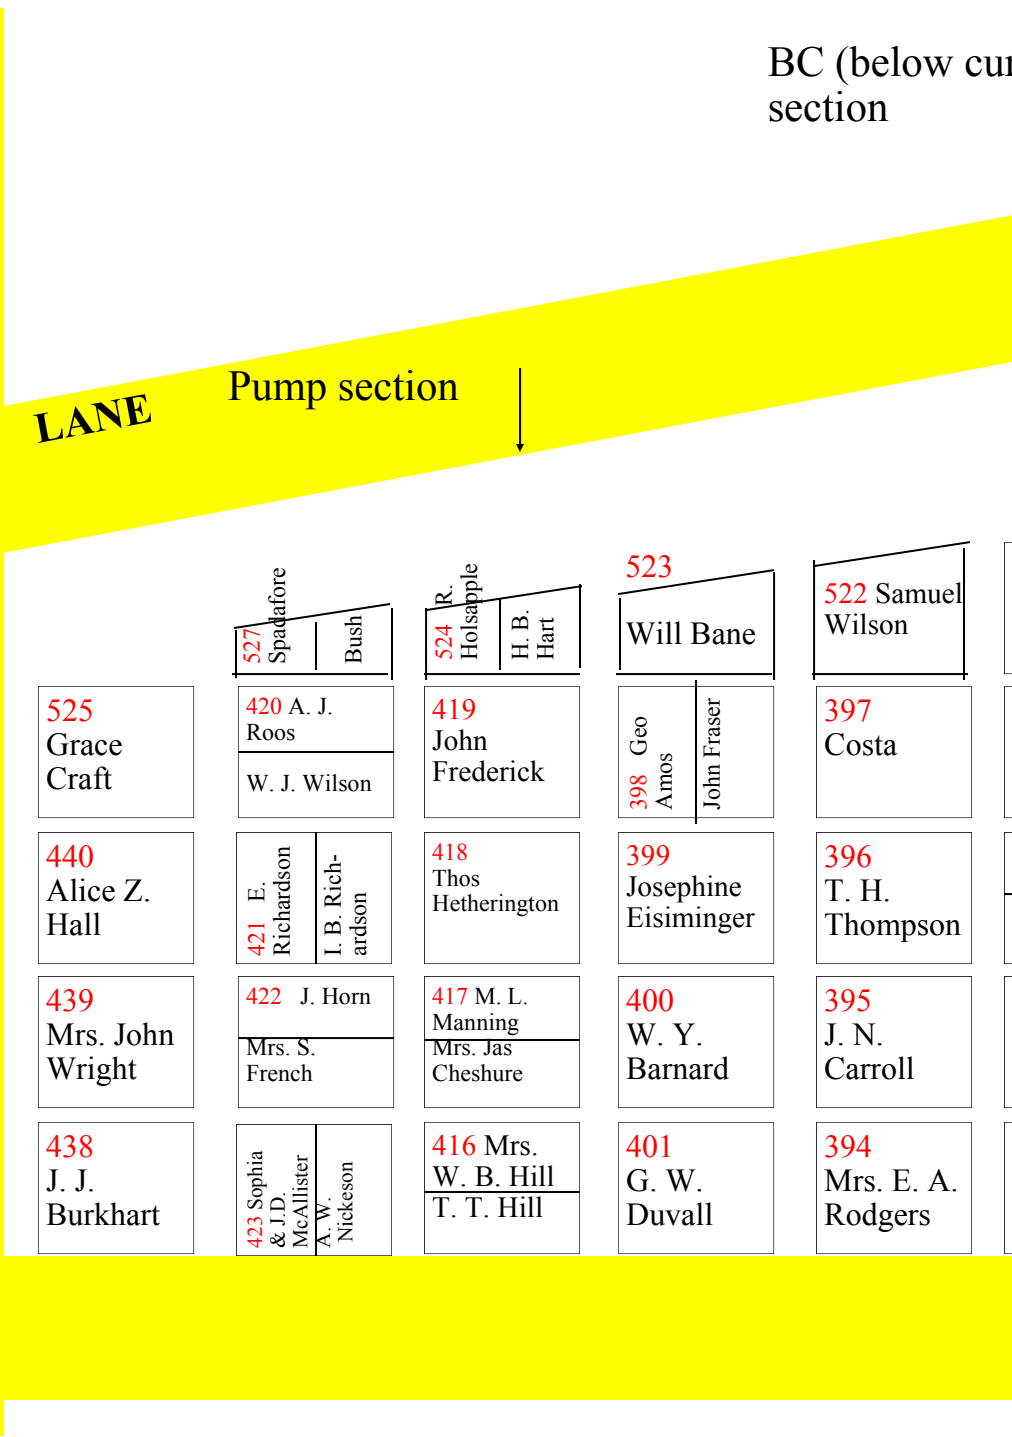 BC (below cur
section
Pump section
LANE
527
Spadafore
Bush
524 R.
Holsapple
H. B.
Hart
523
Will Bane
522 Samuel
Wilson
525
Grace
Craft
420 A. J.
Roos
W. J. Wilson
419
John
Frederick
398 Geo
Amos
John Fraser
397
Costa
440
Alice Z.
Hall
421 E.
Richardson
I. B. Rich-
ardson
418
Thos
Hetherington
399
Josephine
Eisiminger
396
T. H.
Thompson
439
Mrs. John
Wright
422 J. Horn
Mrs. S.
French
417 M. L.
Manning
Mrs. Jas
Cheshure
400
W. Y.
Barnard
395
J. N.
Carroll
438
J. J.
Burkhart
423 Sophia
& J.D.
McAllister
A. W.
Nickeson
416 Mrs.
W. B. Hill
T. T. Hill
401
G. W.
Duvall
394
Mrs. E. A.
Rodgers